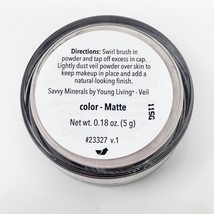 Directions: Swirl brush in
powder and tap off excess in cap.
Lightly dust veil powder over skin to
keep makeup in place and add a
natural-looking finish.
Savvy Minerals by Young Living® - Veil
color - Matte
Net wt. 0.18 oz. (5 g)
#23327 v.1
115G